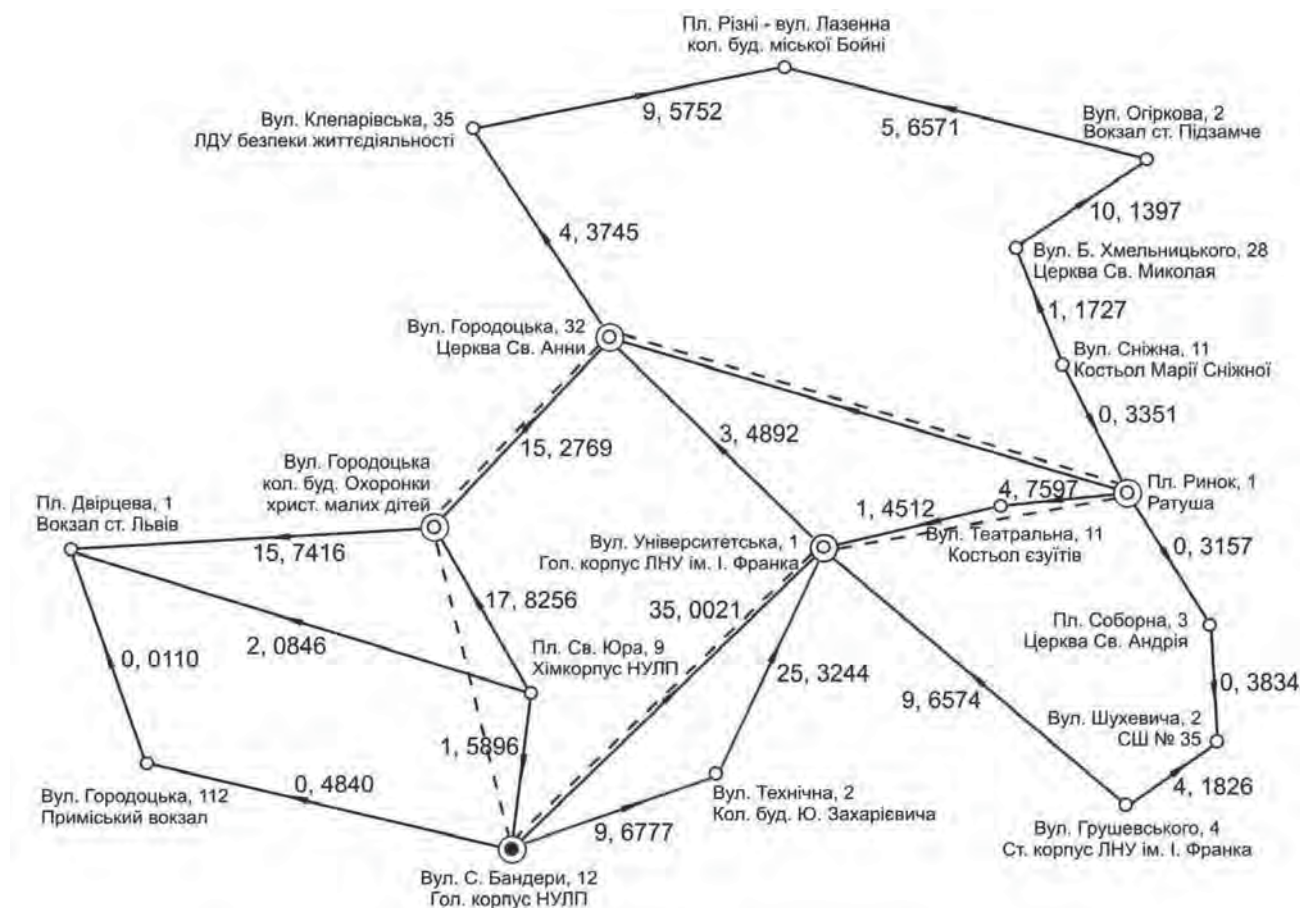 Пл. Різні - вул. Лазенна
кол. буд. міської Бойні
9, 5752
Вул. Клепарівська, 35
ЛДУ безпеки життєдіяльності
5, 6571
Вул. Огіркова, 2
Вокзал ст. Підзамче
10, 1397
4, 3745
Вул. Б. Хмельницького, 28
Церква Св. Миколая
1, 1727
Вул. Городоцька, 32
Церква Св. Анни
Вул. Сніжна, 11
Костьол Марії Сніжної
0, 3351
3, 4892
15, 2769
Вул. Городоцька
кол. буд. Охоронки
христ. малих дітей
Пл. Ринок, 1
Ратуша
4, 7597
1, 4512
Пл. Двірцева, 1
Вокзал ст. Львів
15, 7416
Вул. Університетська, 1
Гол. корпус ЛНУ ім. І. Франка
Вул. Театральна, 11
Костьол єзуїтів
0, 3157
17, 8256
35, 0021
2, 0846
0, 0110
Пл. Св. Юра, 9
Хімкорпус НУЛП
25, 3244
Пл. Соборна, 3
Церква Св. Андрія
9, 6574
0, 3834
Вул. Шухевича, 2
СШ № 35
1, 5896
0, 4840
Вул. Городоцька, 112
Приміський вокзал
9, 6777
Вул. Технічна, 2
Кол. буд. Ю. Захарієвича
4, 1826
Вул. Грушевського, 4
Ст. корпус ЛНУ ім. І. Франка
Вул. С. Бандери, 12
Гол. корпус НУЛП